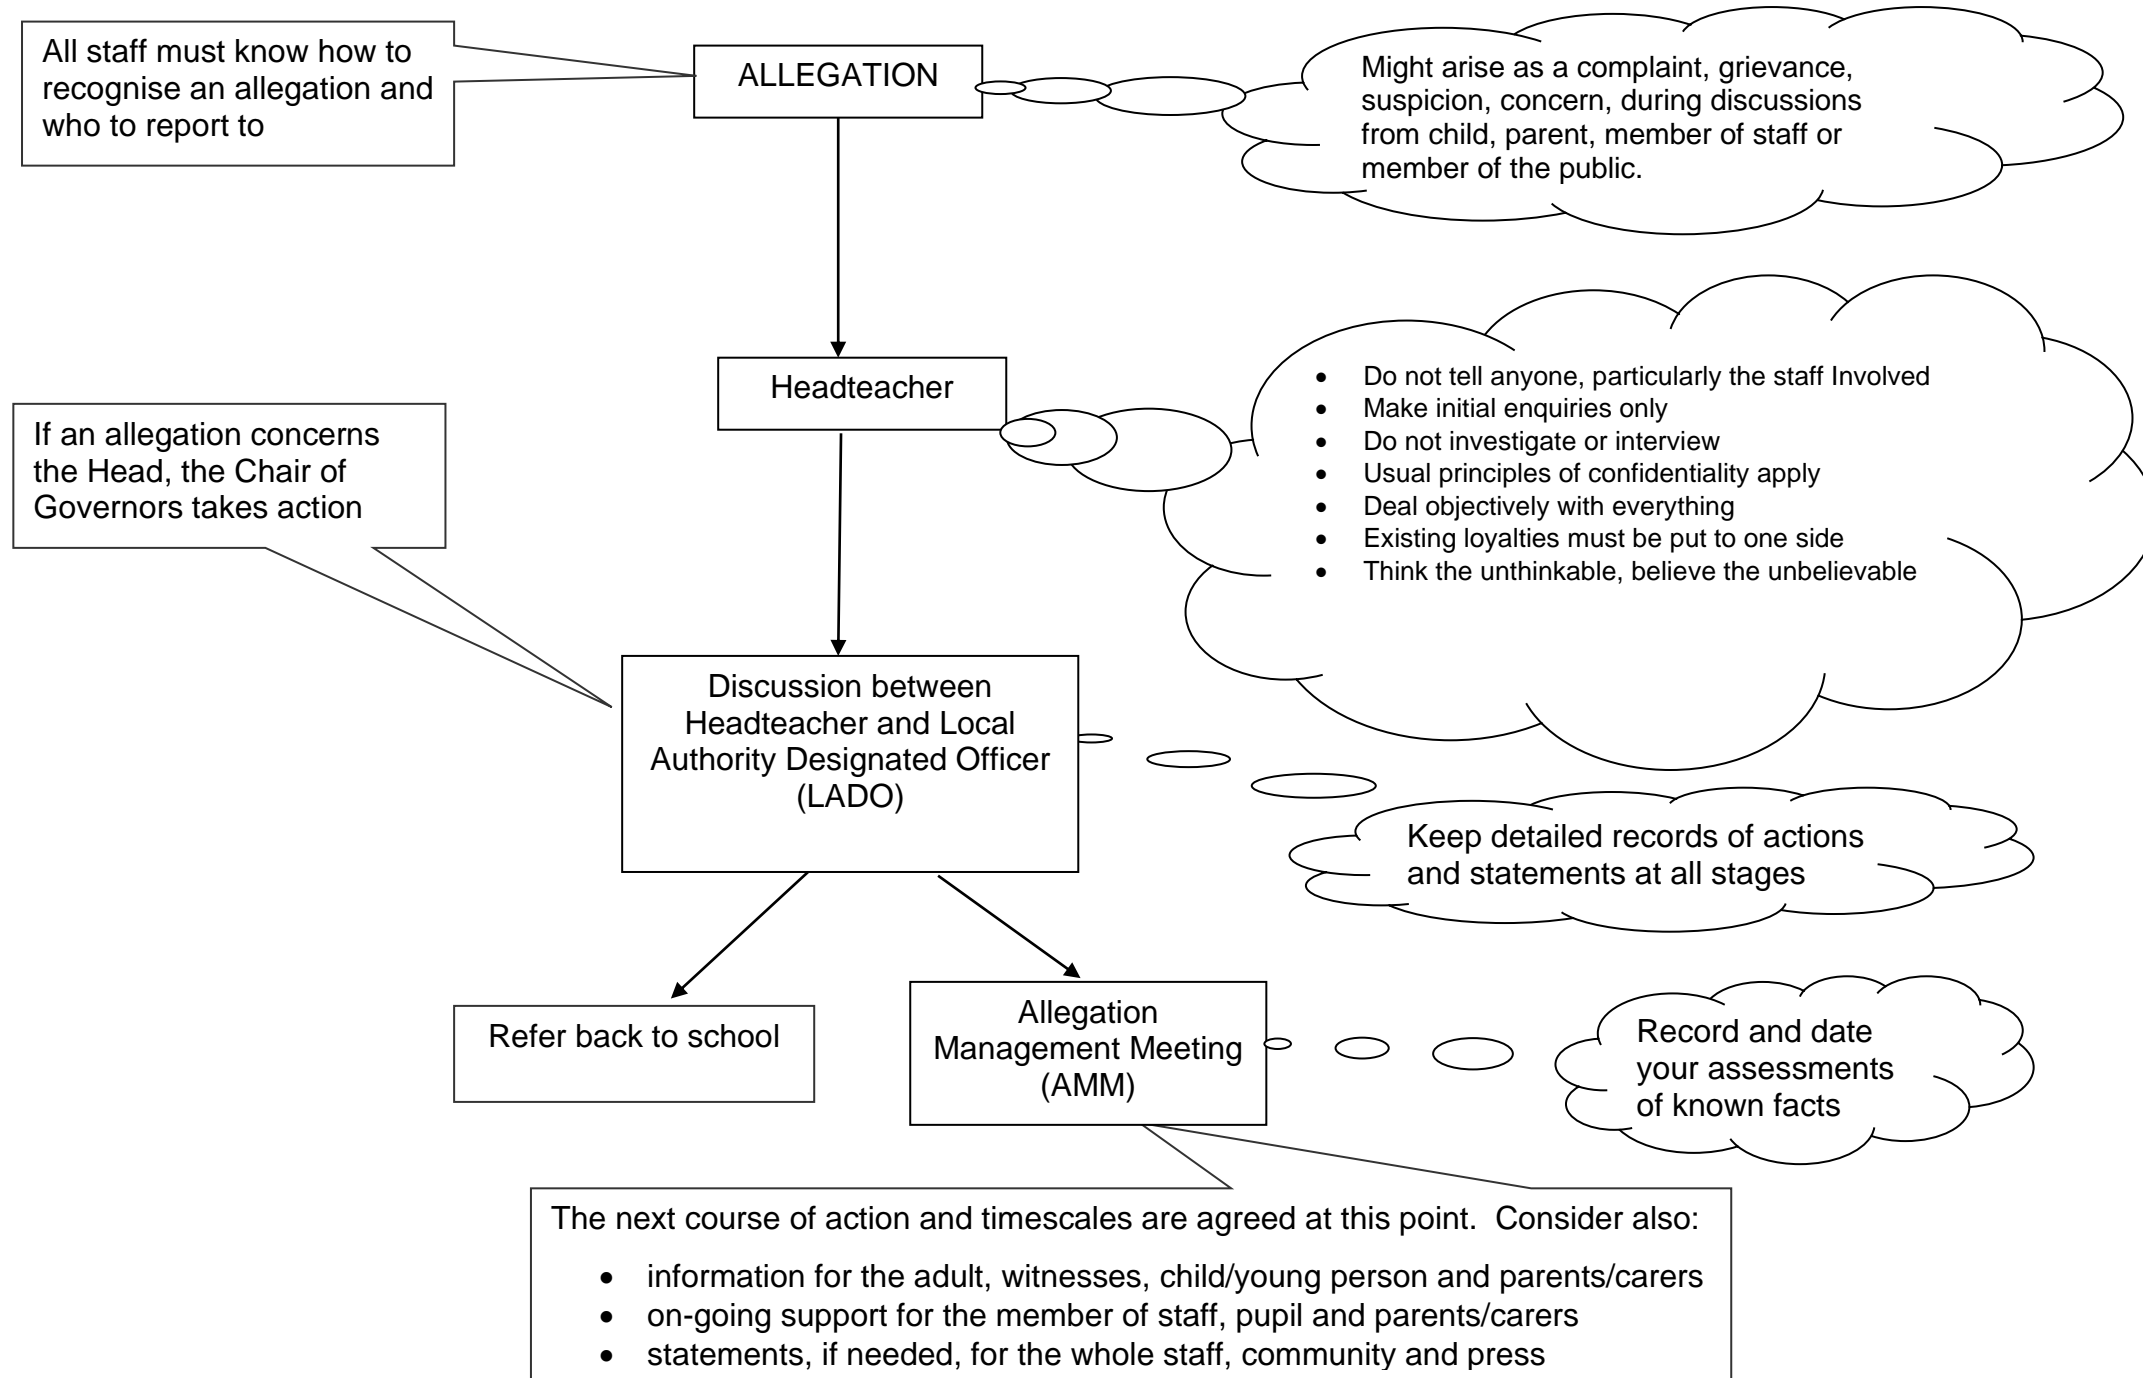 All staff must know how to
recognise an allegation and
who to report to
ALLEGATION
Might arise as a complaint, grievance,
suspicion, concern, during discussions
from child, parent, member of staff or
member of the public.
Headteacher
• Do not tell anyone, particularly the staff Involved
• Make initial enquiries only
• Do not investigate or interview
• Usual principles of confidentiality apply
• Deal objectively with everything
• Existing loyalties must be put to one side
• Think the unthinkable, believe the unbelievable
If an allegation concerns
the Head, the Chair of
Governors takes action
Discussion between
Headteacher and Local
Authority Designated Officer
(LADO)
Keep detailed records of actions
and statements at all stages
Refer back to school
Allegation
Management Meeting
(AMM)
Record and date
your assessments
of known facts
The next course of action and timescales are agreed at this point.  Consider also:
• information for the adult, witnesses, child/young person and parents/carers
• on-going support for the member of staff, pupil and parents/carers
• statements, if needed, for the whole staff, community and press